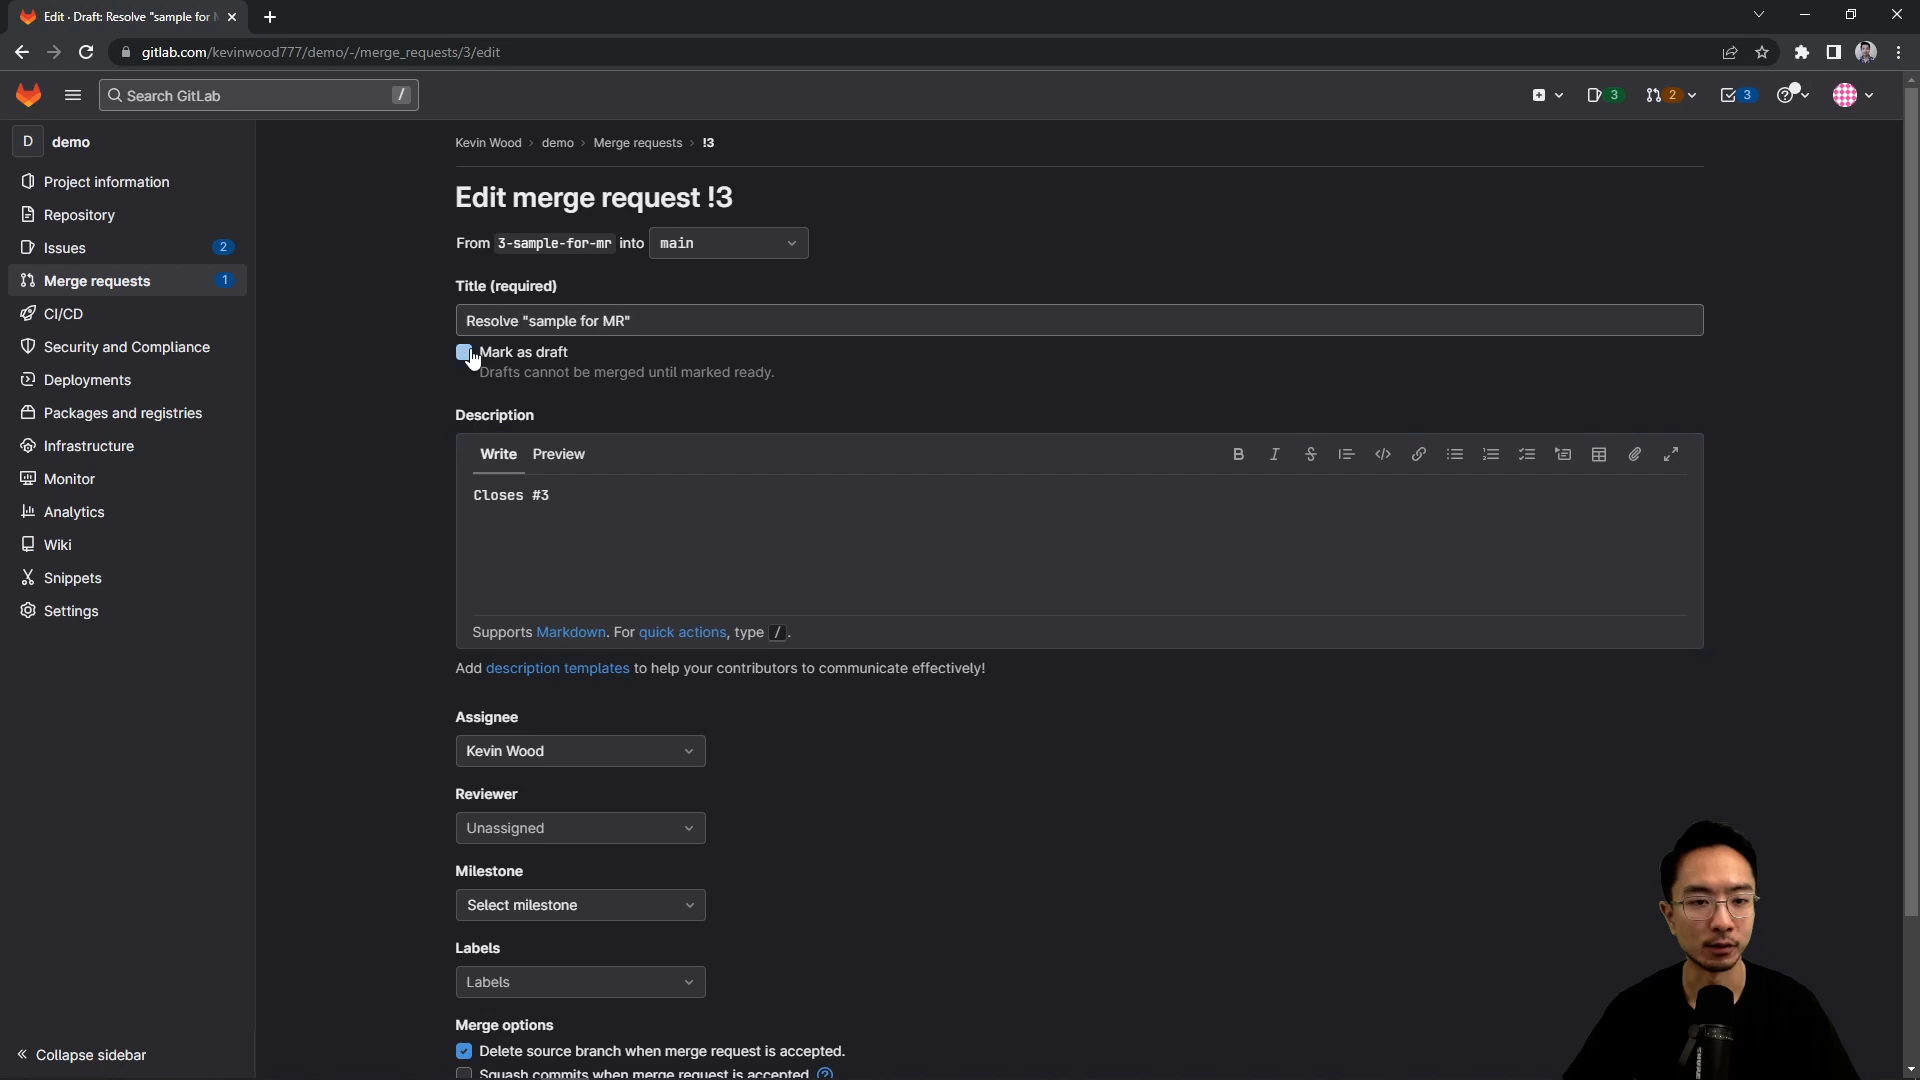 Edit · Draft: Resolve "sample for
gitlab.com/kevinwood777/demo/-/merge_requests/3/edit
Search GitLab /
3
2
3
D demo
Project information
Repository
Issues 2
Merge requests 1
CI/CD
Security and Compliance
Deployments
Packages and registries
Infrastructure
Monitor
Analytics
Wiki
Snippets
Settings
Collapse sidebar
Kevin Wood › demo › Merge requests › !3
Edit merge request !3
From 3-sample-for-mr into main
Title (required)
Resolve "sample for MR"
Mark as draft
Drafts cannot be merged until marked ready.
Description
Write Preview
Closes #3
Supports Markdown. For quick actions, type /.
Add description templates to help your contributors to communicate effectively!
Assignee
Kevin Wood
Reviewer
Unassigned
Milestone
Select milestone
Labels
Labels
Merge options
Delete source branch when merge request is accepted.
Squash commits when merge request is accepted.